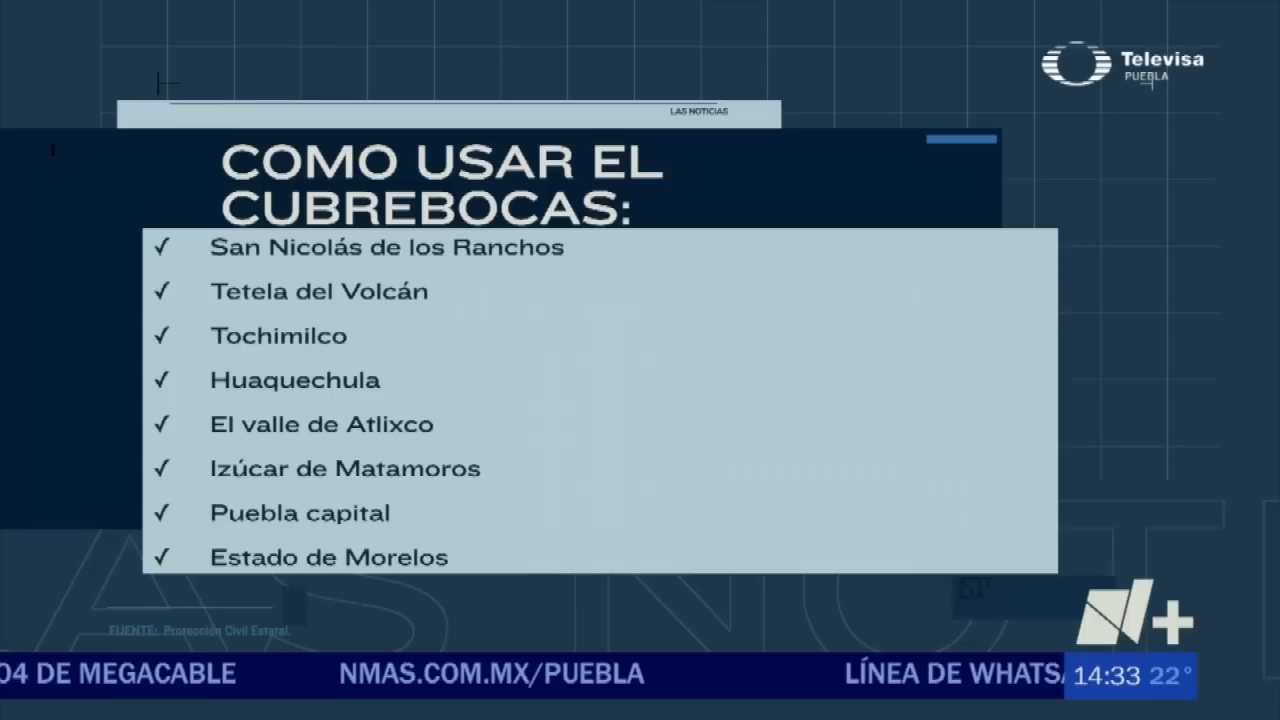 Televisa
PUEBLA
LAS NOTICIAS
COMO USAR EL
CUBREBOCAS:
✓ San Nicolás de los Ranchos
✓ Tetela del Volcán
✓ Tochimilco
✓ Huaquechula
✓ El valle de Atlixco
✓ Izúcar de Matamoros
✓ Puebla capital
✓ Estado de Morelos
FUENTE: Protección Civil Estatal.
N+
04 DE MEGACABLE NMAS.COM.MX/PUEBLA LÍNEA DE WHATSA
14:33 22°